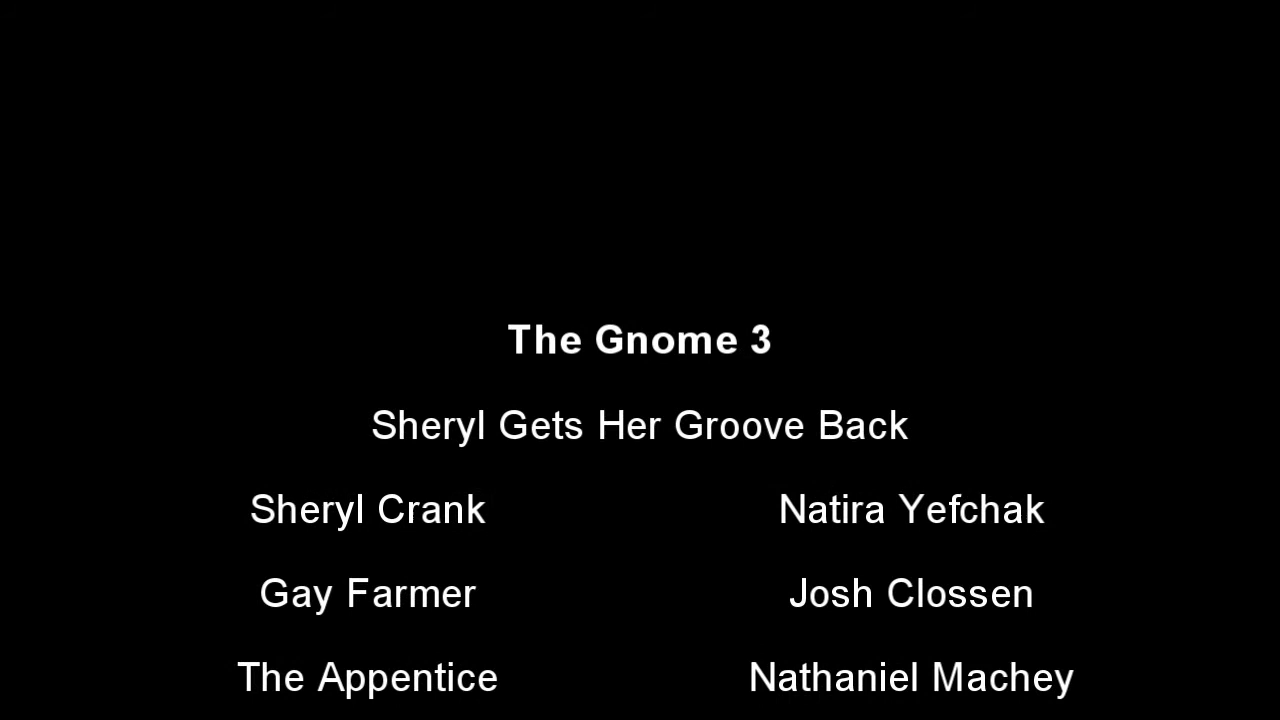 The Gnome 3
Sheryl Gets Her Groove Back
Sheryl Crank Natira Yefchak
Gay Farmer Josh Clossen
The Appentice Nathaniel Machey